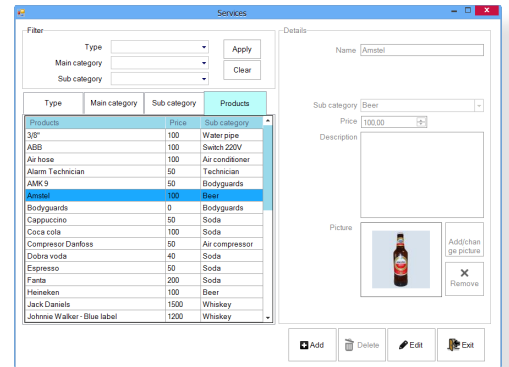 Services
Filter
Type
Main category
Sub category
Apply
Clear
Type Main category Sub category Products
Products Price Sub category
3/8" 100 Water pipe
ABB 100 Switch 220V
Air hose 100 Air conditioner
Alarm Technician 50 Technician
AMK 9 50 Bodyguards
Amstel 100 Beer
Bodyguards 0 Bodyguards
Cappuccino 50 Soda
Coca cola 100 Soda
Compresor Danfoss 50 Air compressor
Dobra voda 40 Soda
Espresso 50 Soda
Fanta 200 Soda
Heineken 100 Beer
Jack Daniels 1500 Whiskey
Johnnie Walker - Blue label 1200 Whiskey
Details
Name Amstel
Sub category Beer
Price 100.00
Description
Picture
Add/chan
ge picture
Remove
Add Delete Edit Exit